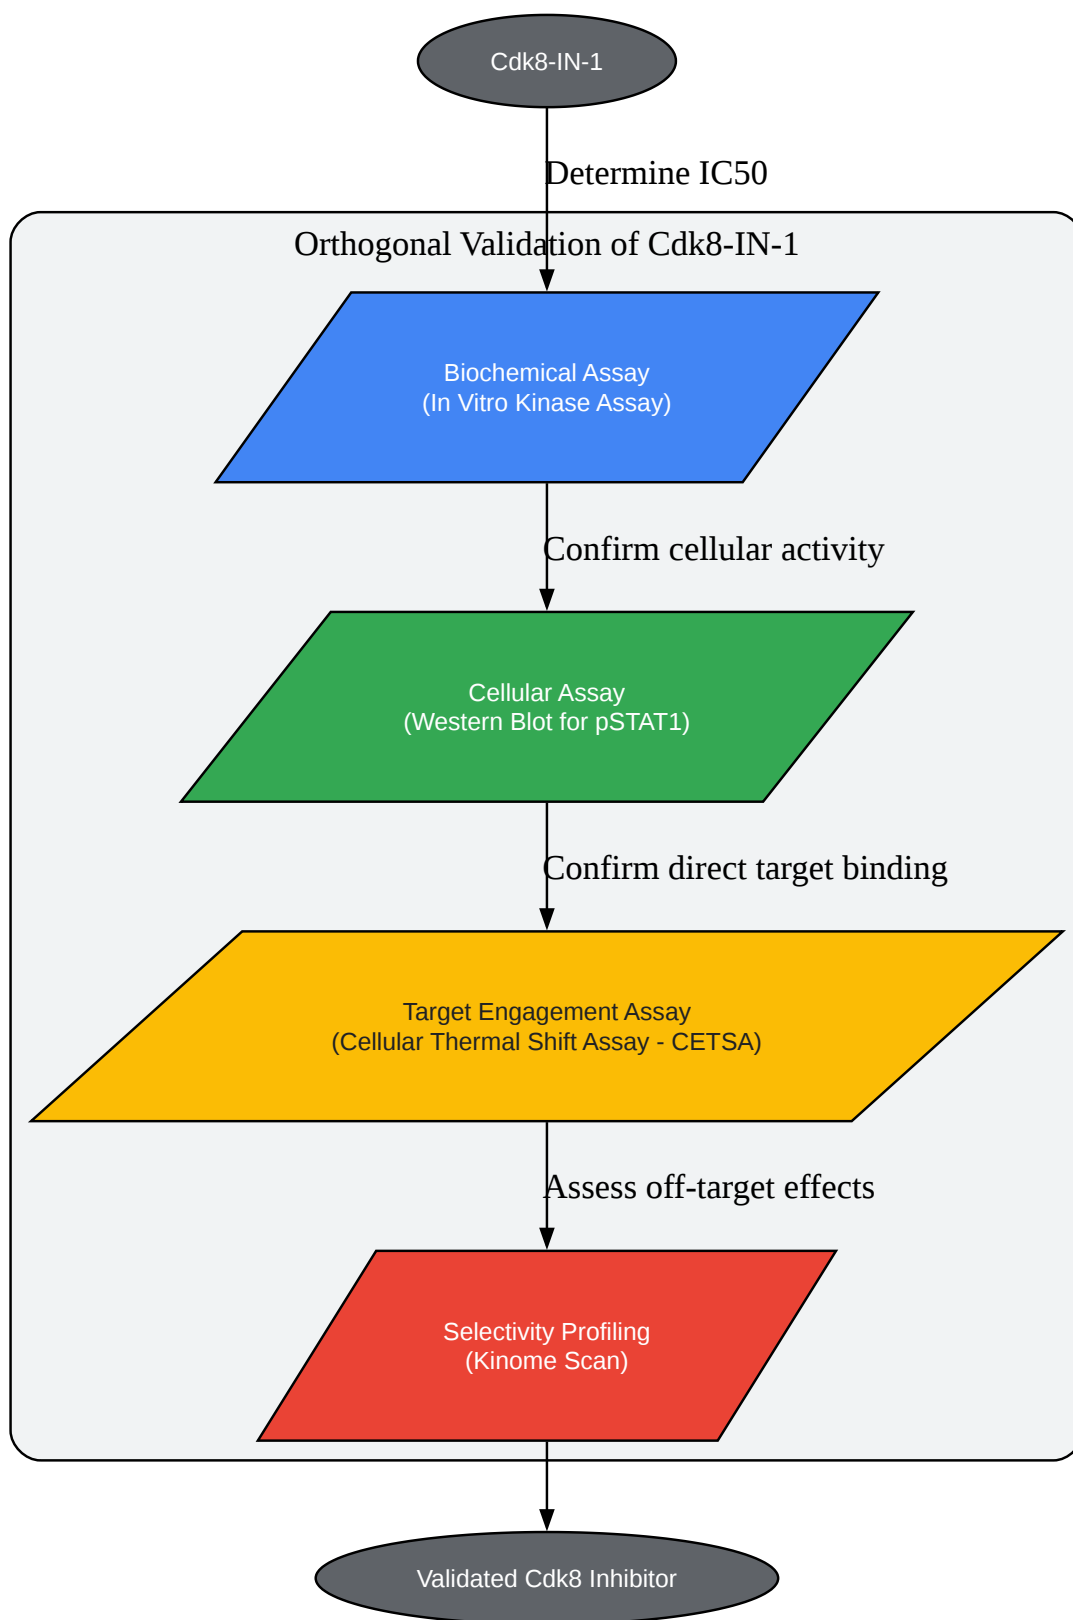 Cdk8-IN-1
Determine IC50
Orthogonal Validation of Cdk8-IN-1
Biochemical Assay
(In Vitro Kinase Assay)
Confirm cellular activity
Cellular Assay
(Western Blot for pSTAT1)
Confirm direct target binding
Target Engagement Assay
(Cellular Thermal Shift Assay - CETSA)
Assess off-target effects
Selectivity Profiling
(Kinome Scan)
Validated Cdk8 Inhibitor